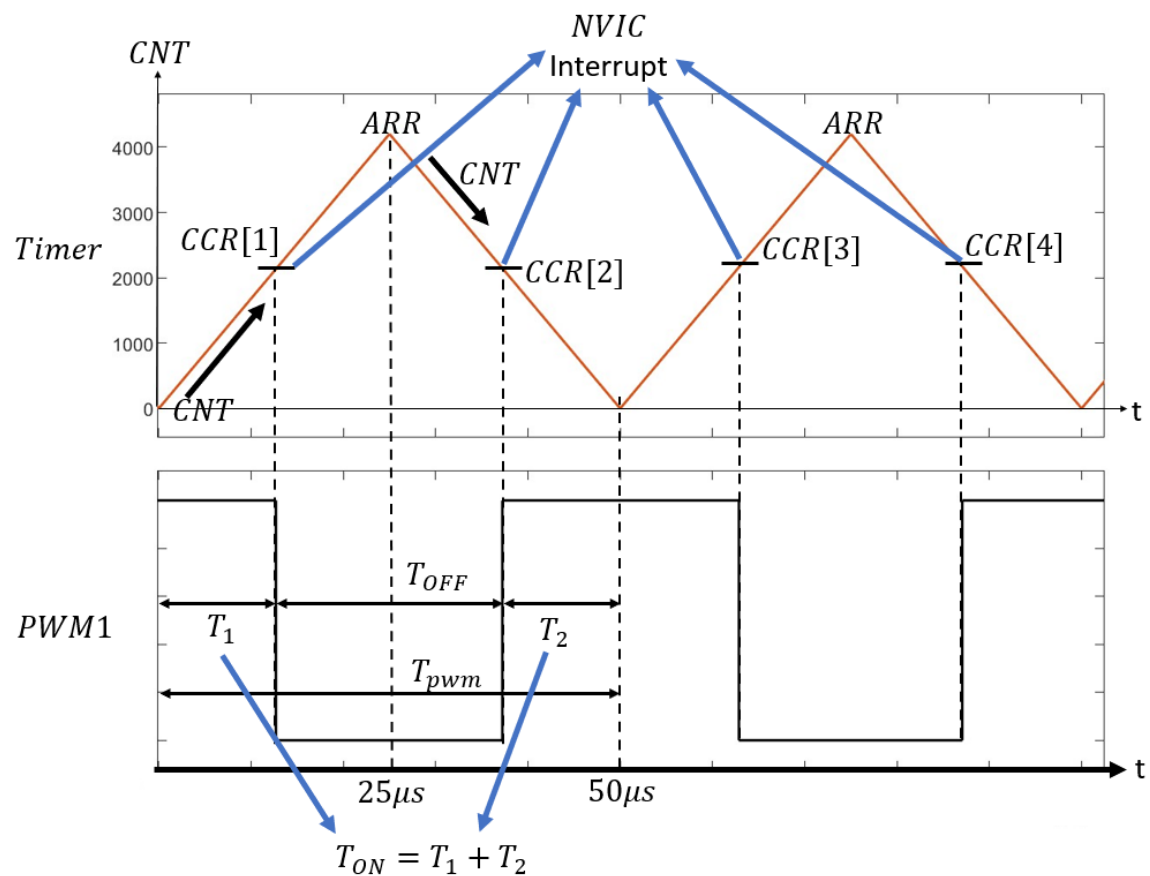 NVIC
Interrupt
CNT
ARR
ARR
4000
CNT
3000
CCR[1]
CCR[3]
CCR[4]
Timer
CCR[2]
2000
1000
0
CNT
t
T_OFF
PWM1
T_1
T_2
T_pwm
t
25μs
50μs
T_ON = T_1 + T_2